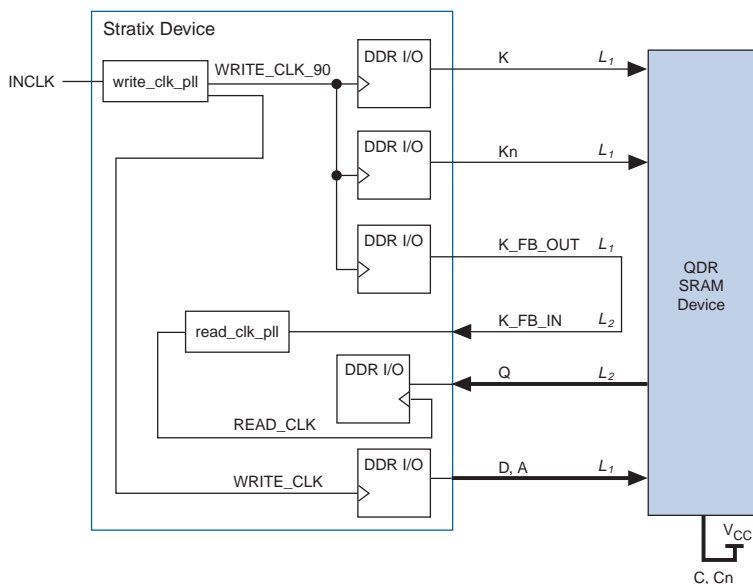 Stratix Device
INCLK
write_clk_pll
WRITE_CLK_90
DDR I/O
K
L1
DDR I/O
Kn
L1
DDR I/O
K_FB_OUT
L1
QDR
SRAM
Device
read_clk_pll
K_FB_IN
L2
DDR I/O
Q
L2
READ_CLK
DDR I/O
D, A
L1
WRITE_CLK
VCC
C, Cn